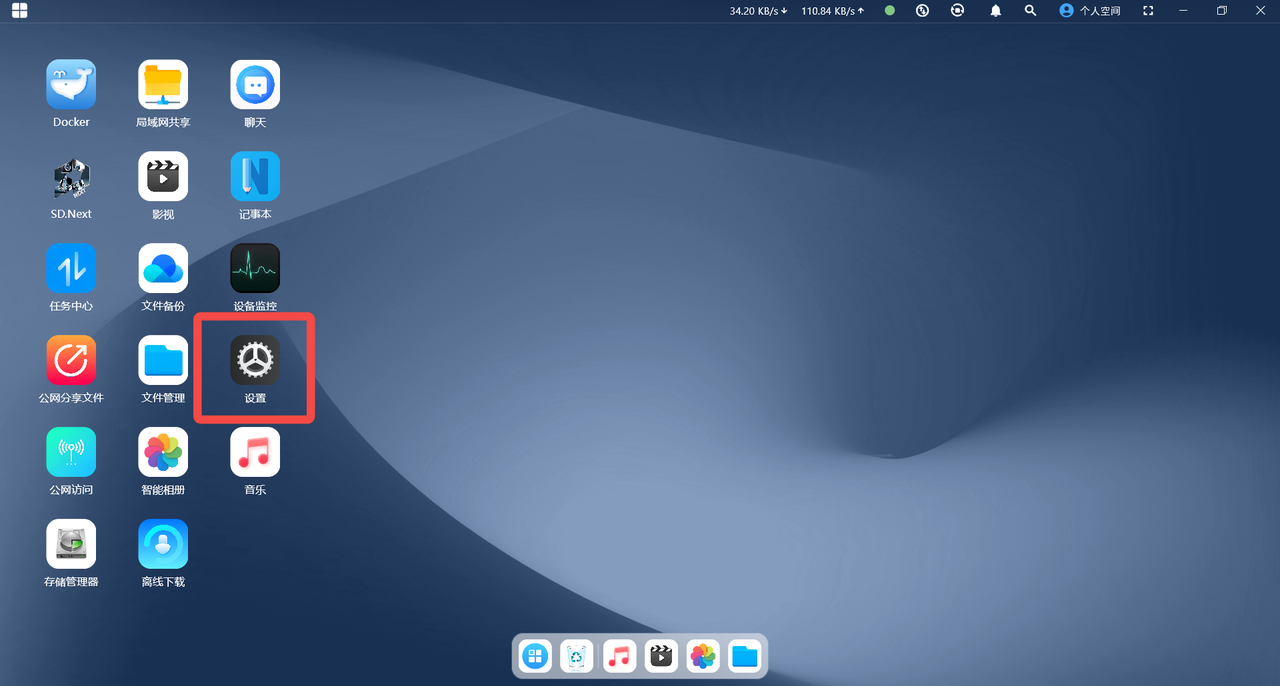 34.20 KB/s 110.84 KB/s 个人空间
Docker 局域网共享 聊天
SD.Next 影视 记事本
任务中心 文件备份 设备监控
公网分享文件 文件管理 设置
公网访问 智能相册 音乐
存储管理器 离线下载